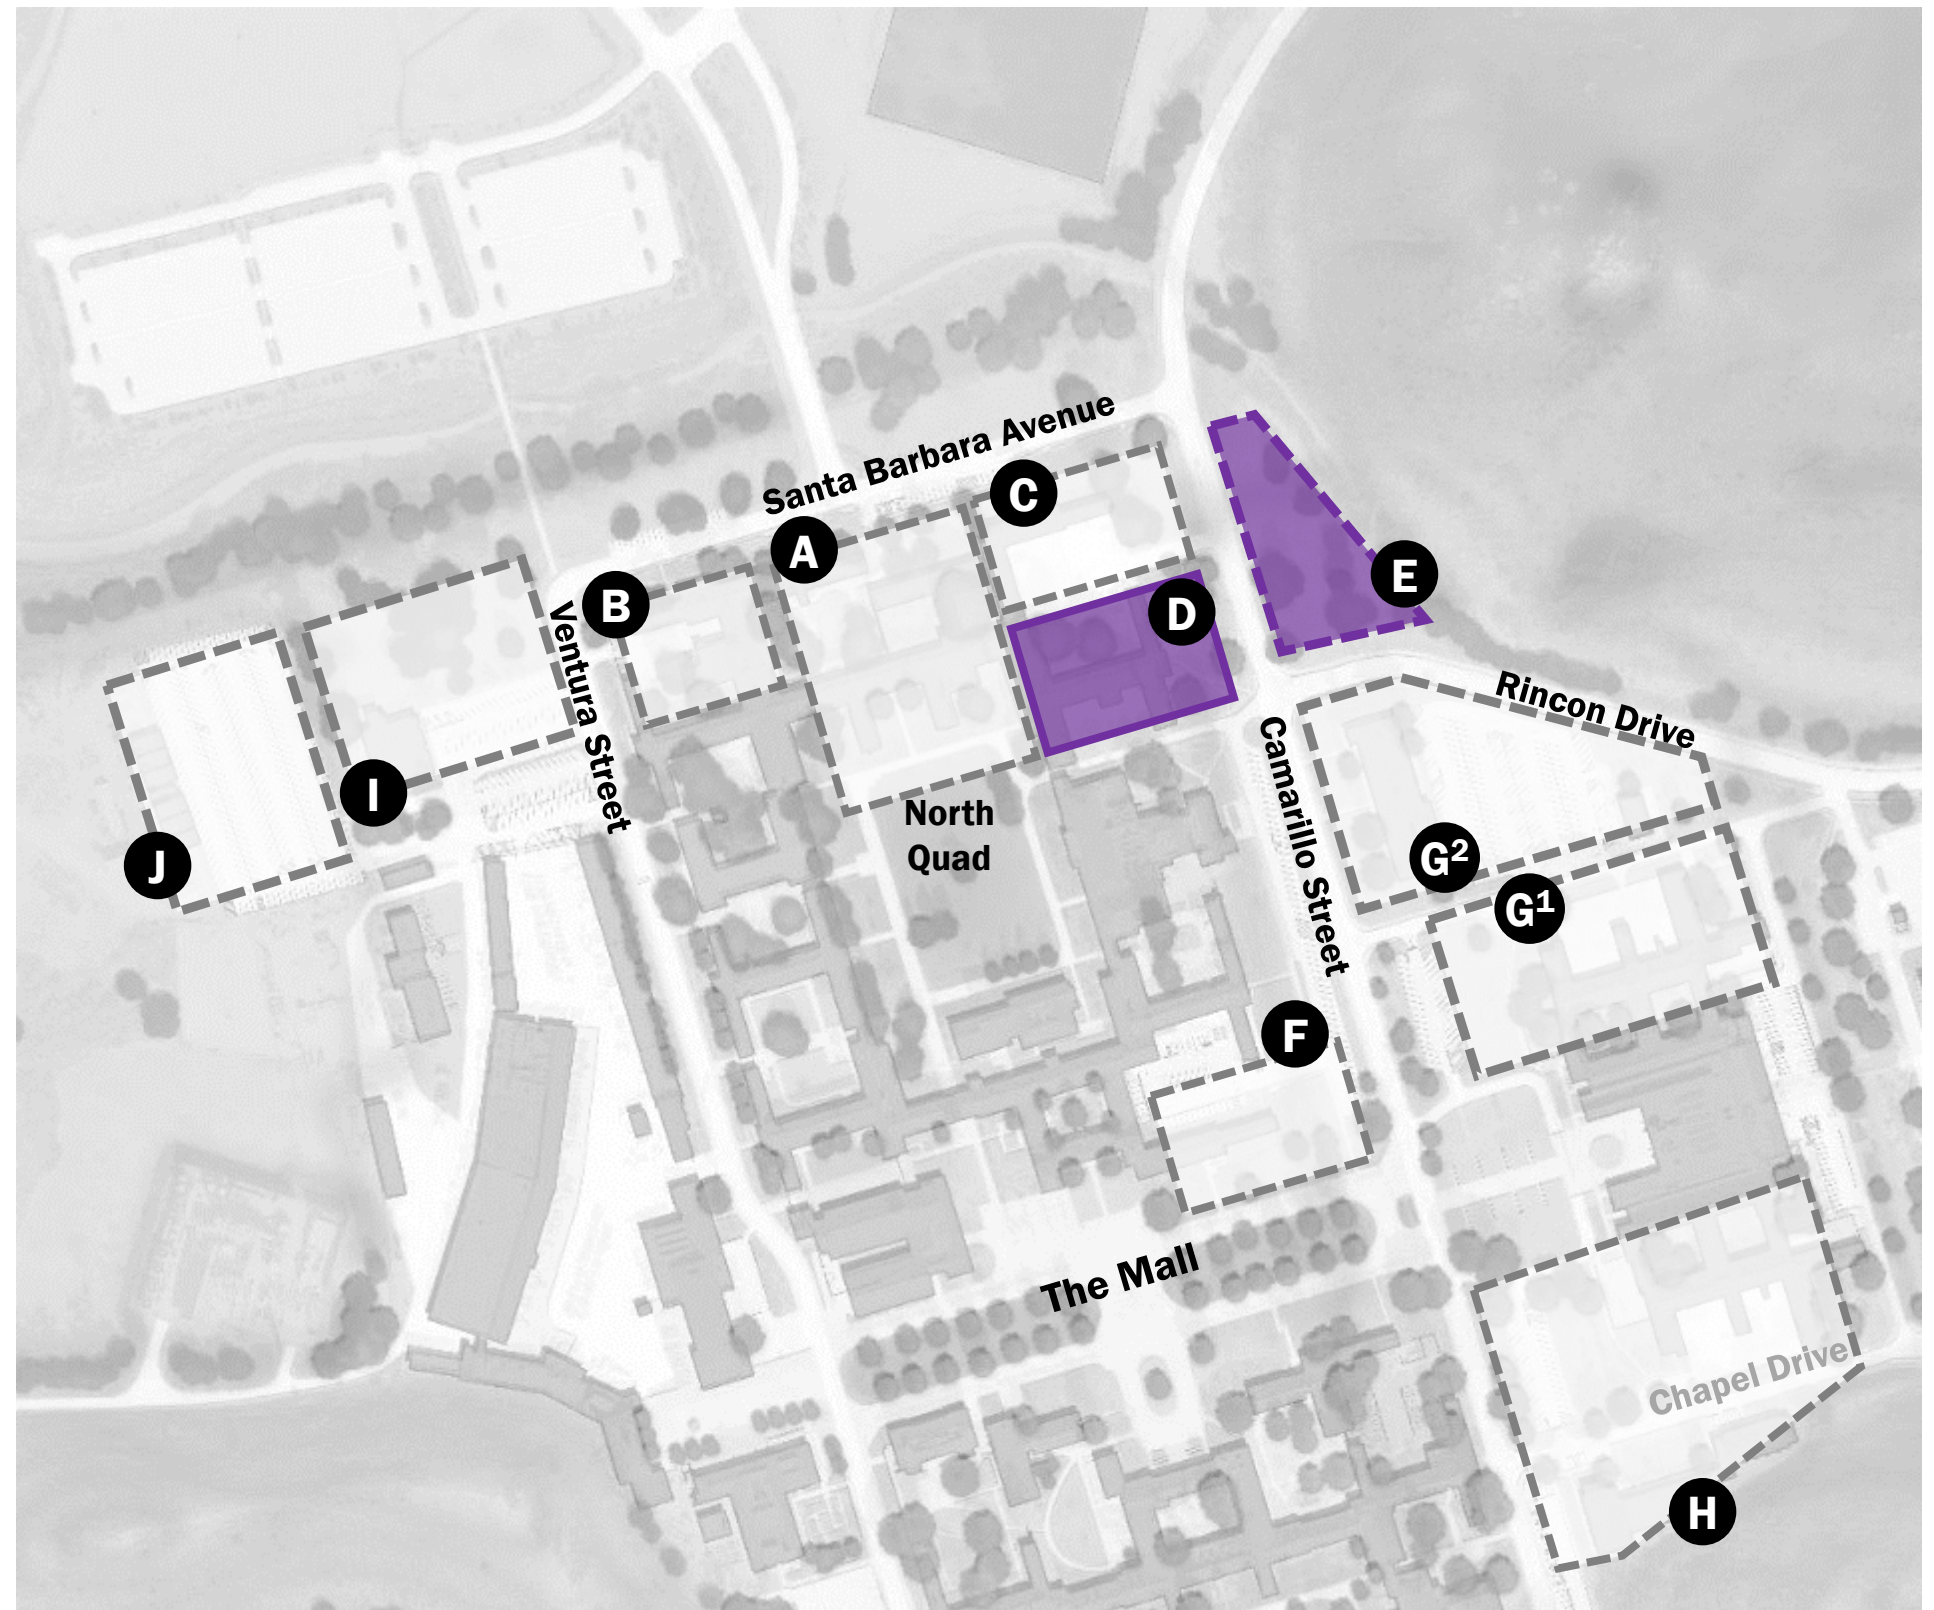 Santa Barbara Avenue
C
A
E
B
D
Ventura Street
Rincon Drive
Camarillo Street
I
North
Quad
J
G²
G¹
F
The Mall
Chapel Drive
H